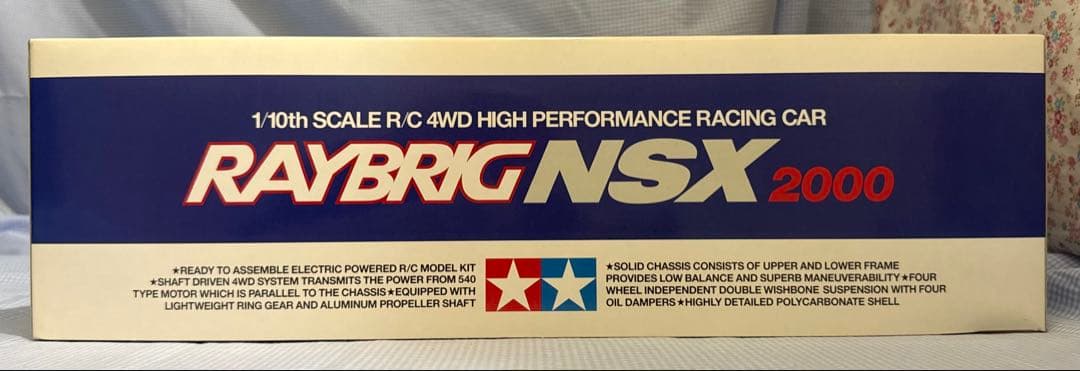 1/10th SCALE R/C 4WD HIGH PERFORMANCE RACING CAR
RAYBRIG NSX 2000
★READY TO ASSEMBLE ELECTRIC POWERED R/C MODEL KIT
★SHAFT DRIVEN 4WD SYSTEM TRANSMITS THE POWER FROM 540
TYPE MOTOR WHICH IS PARALLEL TO THE CHASSIS★EQUIPPED WITH
LIGHTWEIGHT RING GEAR AND ALUMINUM PROPELLER SHAFT
★SOLID CHASSIS CONSISTS OF UPPER AND LOWER FRAME
PROVIDES LOW BALANCE AND SUPERB MANEUVERABILITY★FOUR
WHEEL INDEPENDENT DOUBLE WISHBONE SUSPENSION WITH FOUR
OIL DAMPERS★HIGHLY DETAILED POLYCARBONATE SHELL